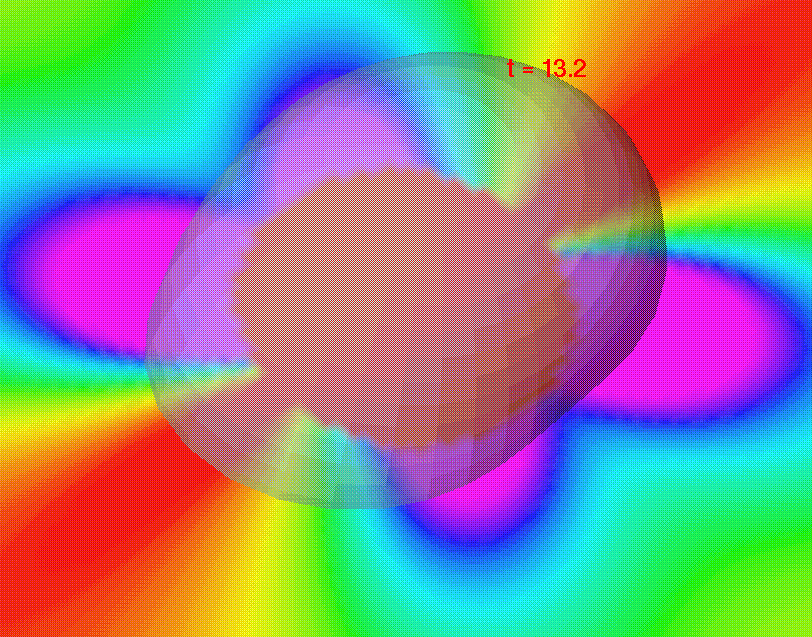 t = 13.2